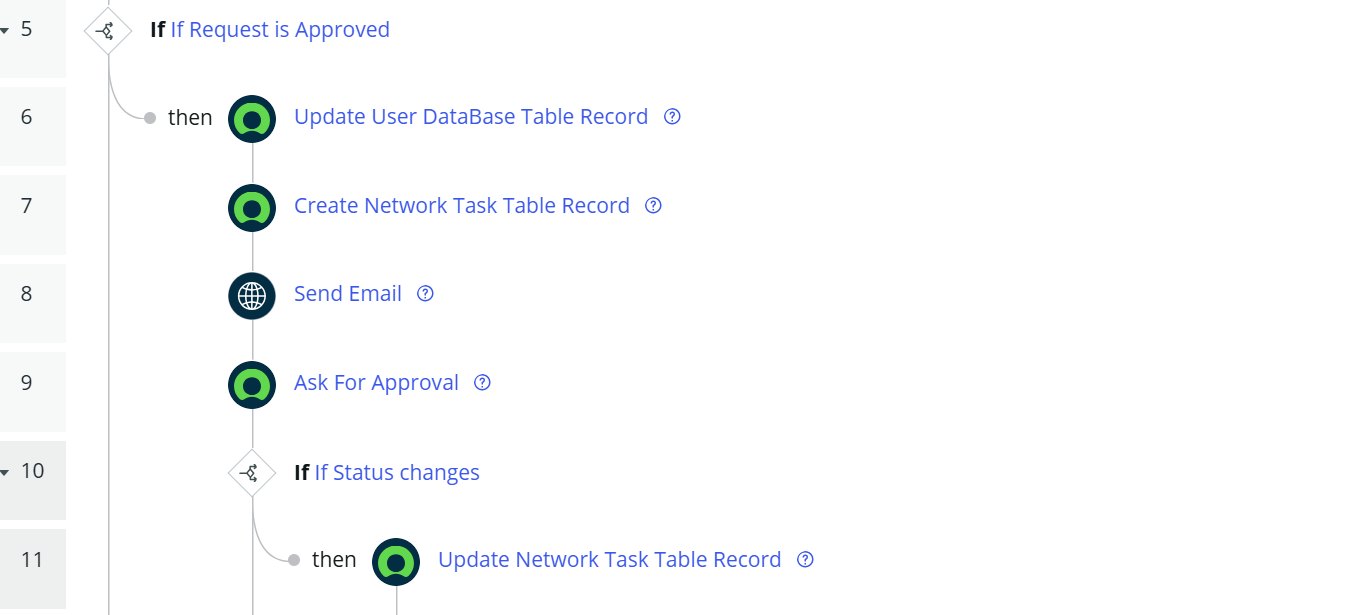 5 If If Request is Approved
6 then Update User DataBase Table Record ?
7 Create Network Task Table Record ?
8 Send Email ?
9 Ask For Approval ?
10 If If Status changes
11 then Update Network Task Table Record ?